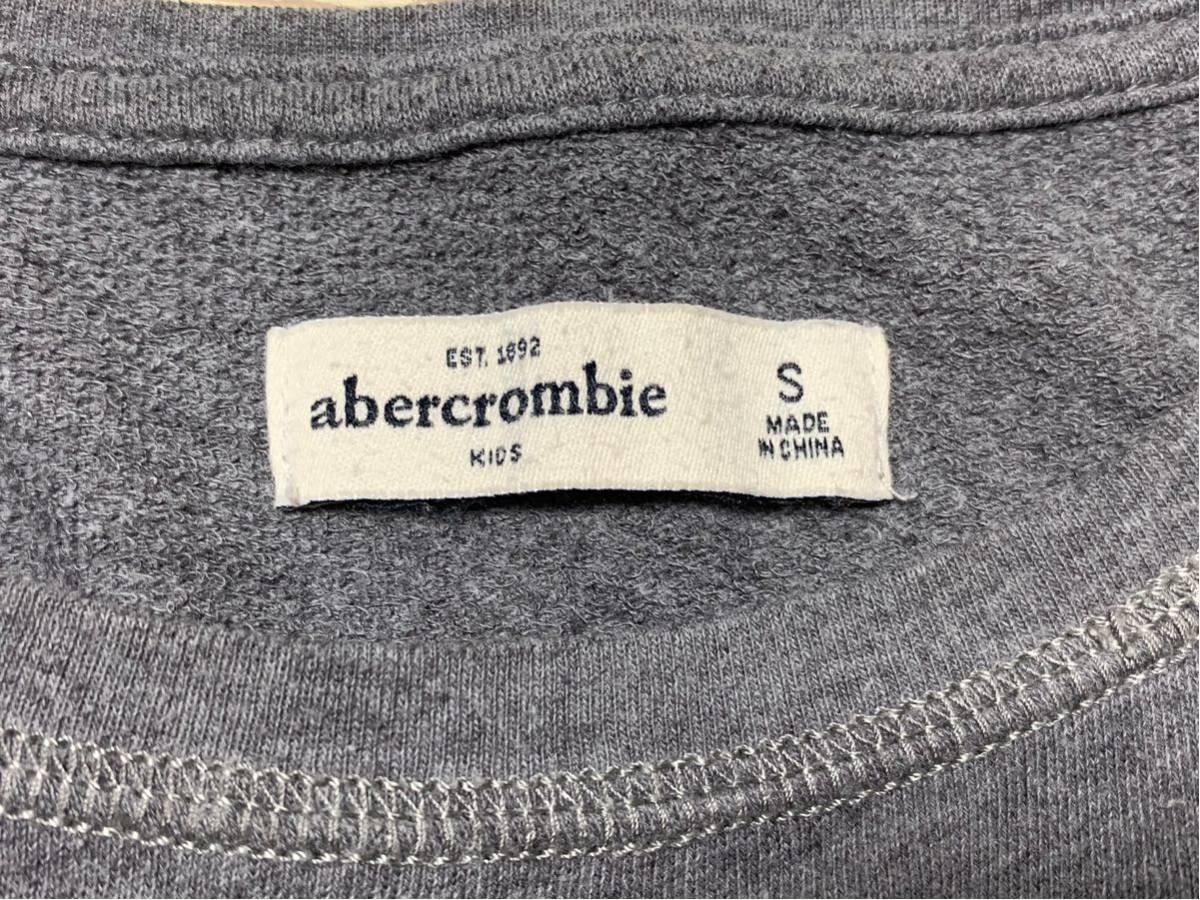 EST. 1892
abercrombie
KIDS
S
MADE
IN CHINA